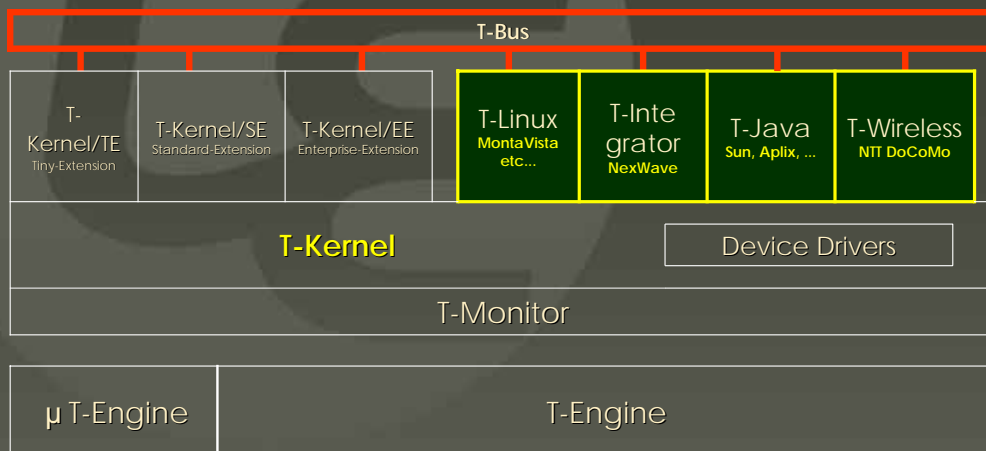 T-Bus
T-
Kernel/TE
Tiny-Extension
T-Kernel/SE
Standard-Extension
T-Kernel/EE
Enterprise-Extension
T-Linux
MontaVista
etc...
T-Inte
grator
NexWave
T-Java
Sun, Aplix, ...
T-Wireless
NTT DoCoMo
T-Kernel
Device Drivers
T-Monitor
μ T-Engine
T-Engine